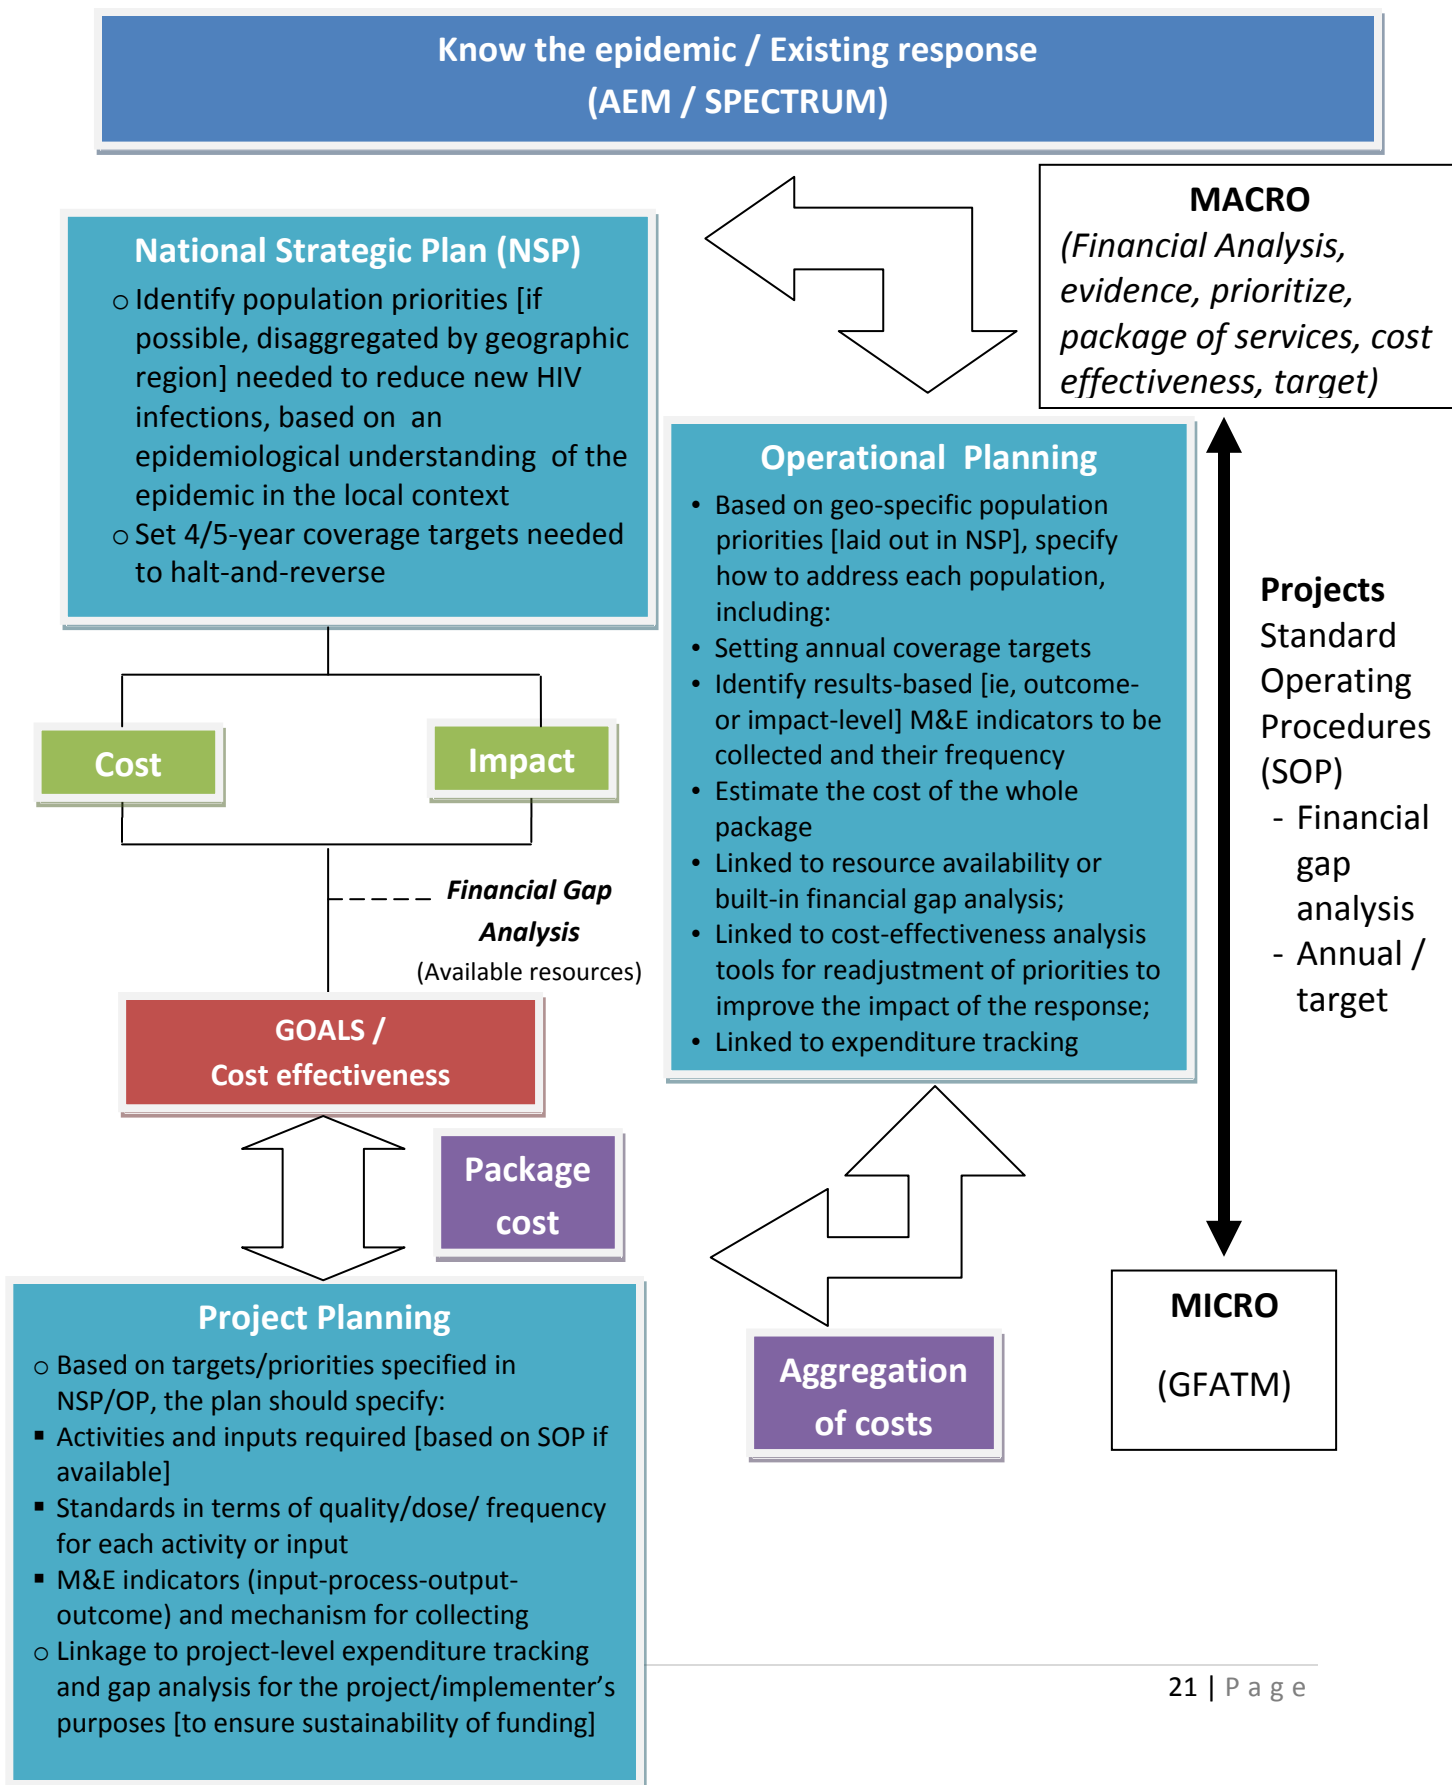 Know the epidemic / Existing response
(AEM / SPECTRUM)
MACRO
(Financial Analysis,
evidence, prioritize,
package of services, cost
effectiveness, target)
National Strategic Plan (NSP)
o Identify population priorities [if
possible, disaggregated by geographic
region] needed to reduce new HIV
infections, based on an
epidemiological understanding of the
epidemic in the local context
o Set 4/5-year coverage targets needed
to halt-and-reverse
Operational Planning
• Based on geo-specific population
priorities [laid out in NSP], specify
how to address each population,
including:
• Setting annual coverage targets
• Identify results-based [ie, outcome-
or impact-level] M&E indicators to be
collected and their frequency
• Estimate the cost of the whole
package
• Linked to resource availability or
built-in financial gap analysis;
• Linked to cost-effectiveness analysis
tools for readjustment of priorities to
improve the impact of the response;
• Linked to expenditure tracking
Projects
Standard
Operating
Procedures
(SOP)
- Financial
gap
analysis
- Annual /
target
Cost
Impact
Financial Gap
Analysis
(Available resources)
GOALS /
Cost effectiveness
Package
cost
Project Planning
o Based on targets/priorities specified in
NSP/OP, the plan should specify:
▪ Activities and inputs required [based on SOP if
available]
▪ Standards in terms of quality/dose/ frequency
for each activity or input
▪ M&E indicators (input-process-output-
outcome) and mechanism for collecting
o Linkage to project-level expenditure tracking
and gap analysis for the project/implementer's
purposes [to ensure sustainability of funding]
Aggregation
of costs
MICRO
(GFATM)
21 | P a g e